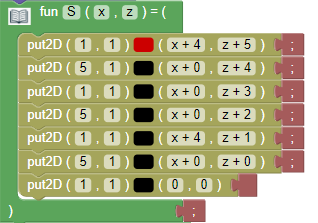 fun S ( x , z ) = (
put2D ( 1 , 1 ) ( x + 4 , z + 5 ) ;
put2D ( 5 , 1 ) ( x + 0 , z + 4 ) ;
put2D ( 1 , 1 ) ( x + 0 , z + 3 ) ;
put2D ( 5 , 1 ) ( x + 0 , z + 2 ) ;
put2D ( 1 , 1 ) ( x + 4 , z + 1 ) ;
put2D ( 5 , 1 ) ( x + 0 , z + 0 ) ;
put2D ( 1 , 1 ) ( 0 , 0 )
) ;